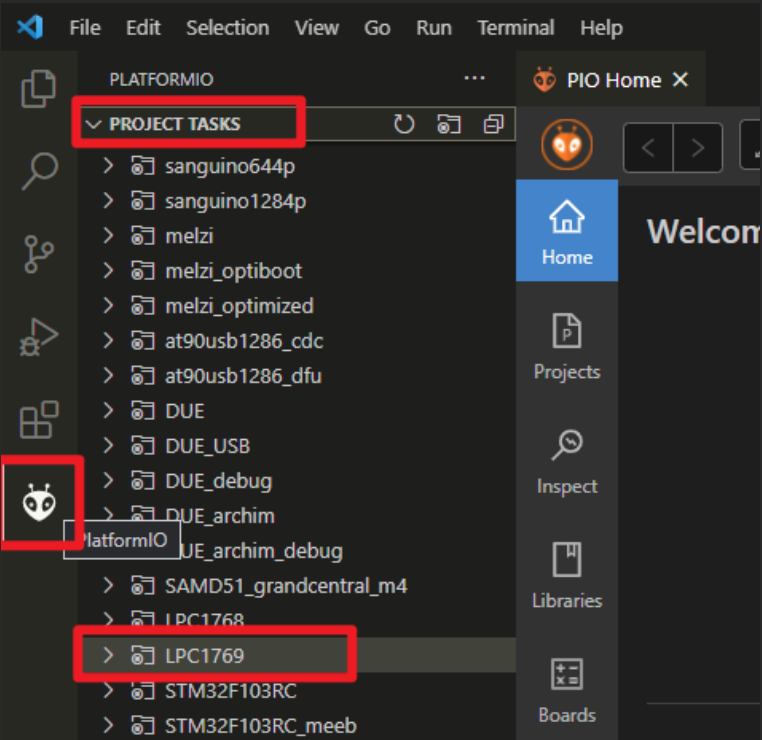 File Edit Selection View Go Run Terminal Help
PLATFORMIO ...
PIO Home
PROJECT TASKS
sanguino644p
sanguino1284p
melzi
melzi_optiboot
melzi_optimized
at90usb1286_cdc
at90usb1286_dfu
DUE
DUE_USB
DUE_debug
DUE_archim
PlatformIO
UE_archim_debug
SAMD51_grandcentral_m4
LPC1768
LPC1769
STM32F103RC
STM32F103RC_meeb
Welcom
Home
Projects
Inspect
Libraries
Boards